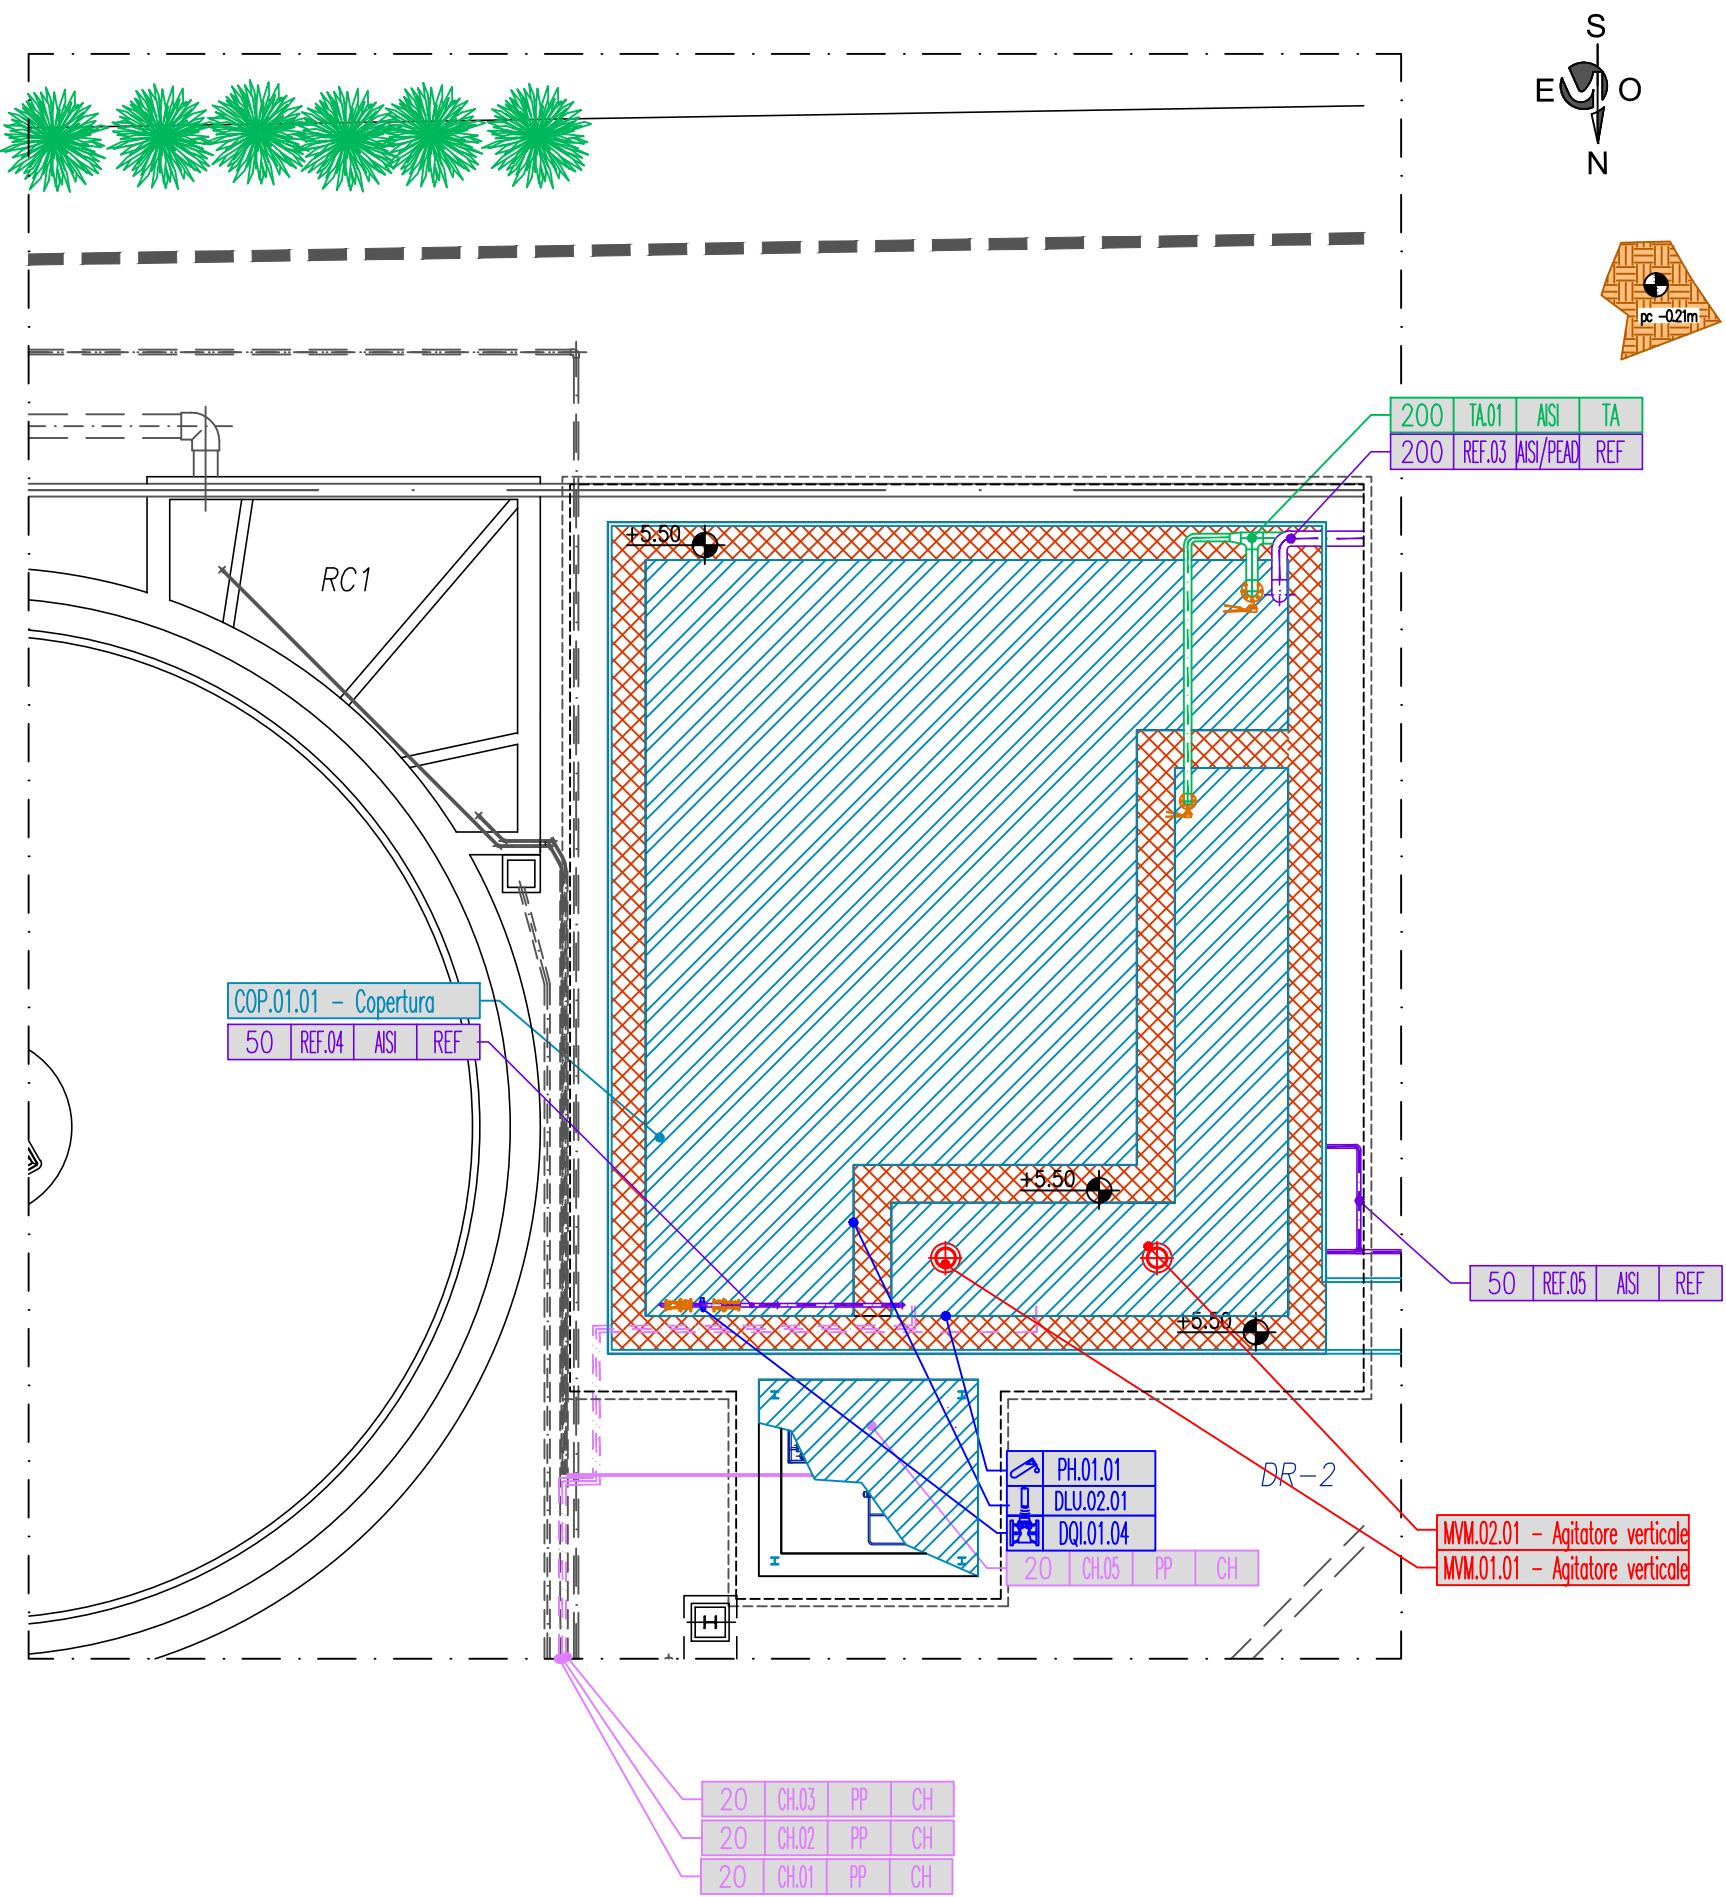 S
E O
N
pc -0.21m
200 TA.01 AISI TA
200 REF.03 AISI/PEAD REF
+5.50
RC1
COP.01.01 - Copertura
50 REF.04 AISI REF
+5.50
50 REF.05 AISI REF
+5.50
PH.01.01
DLU.02.01
DQI.01.04
20 CH.05 PP CH
DR-2
MVM.02.01 - Agitatore verticale
MVM.01.01 - Agitatore verticale
H
20 CH.03 PP CH
20 CH.02 PP CH
20 CH.01 PP CH